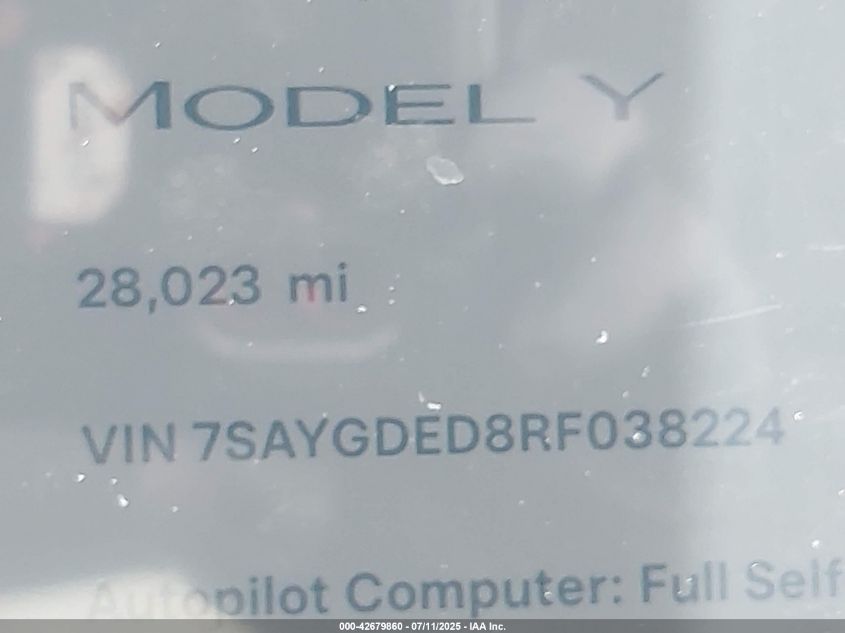 MODEL Y
28,023 mi
VIN 7SAYGDED8RF038224
Autopilot Computer: Full Self
000-42679860 - 07/11/2025 - IAA Inc.